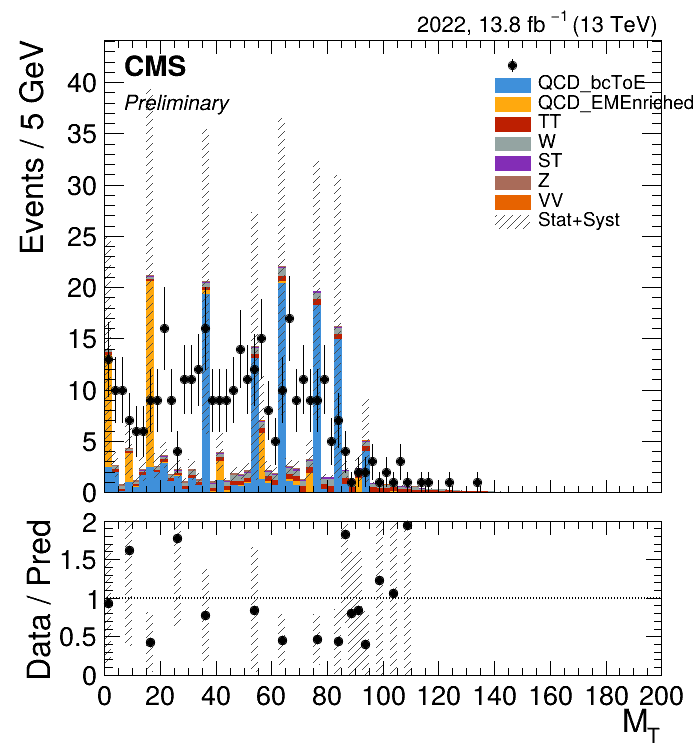 2022, 13.8 fb⁻¹ (13 TeV)
CMS
Preliminary
QCD_bcToE
QCD_EMEnriched
TT
W
ST
Z
VV
Stat+Syst
Events / 5 GeV
40
35
30
25
20
15
10
5
0
Data / Pred
2
1.5
1
0.5
0
0 20 40 60 80 100 120 140 160 180 200
M_T